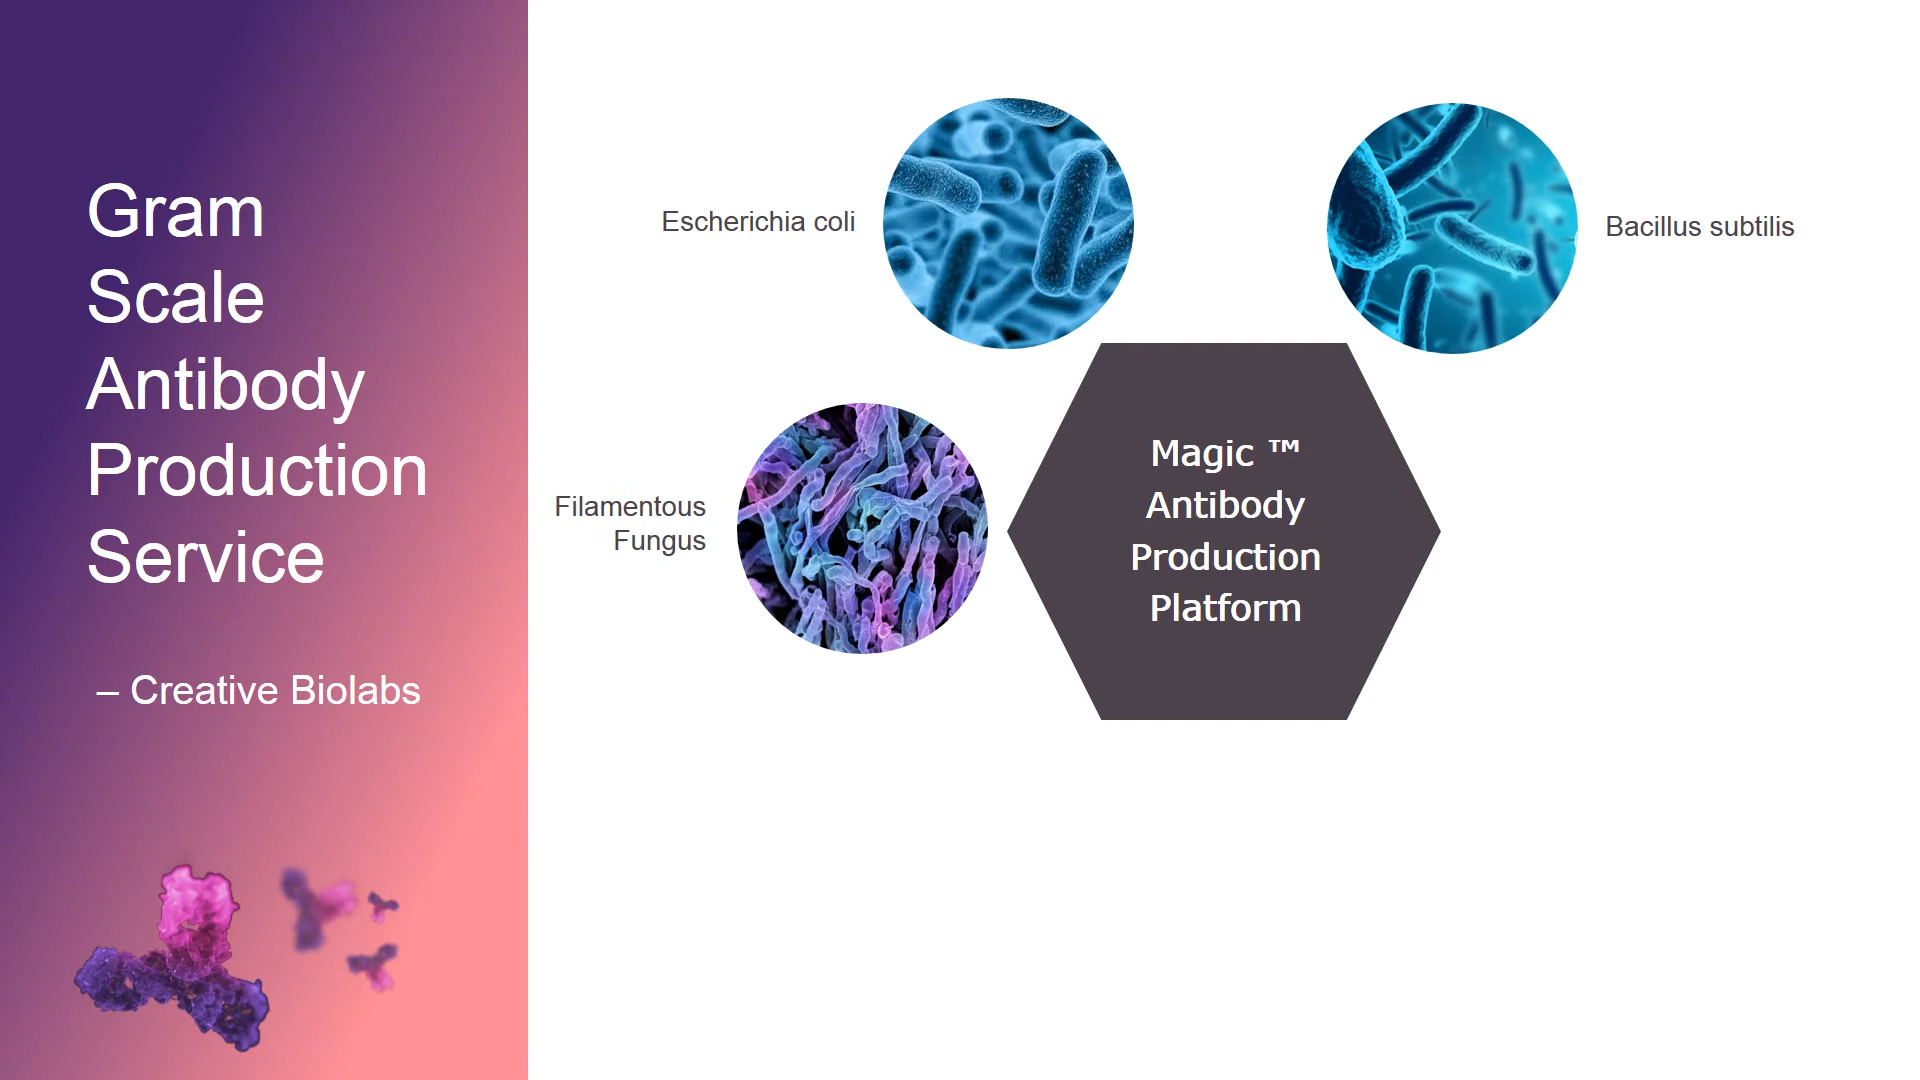 Gram
Scale
Antibody
Production
Service
– Creative Biolabs
Escherichia coli
Bacillus subtilis
Filamentous
Fungus
Magic ™
Antibody
Production
Platform